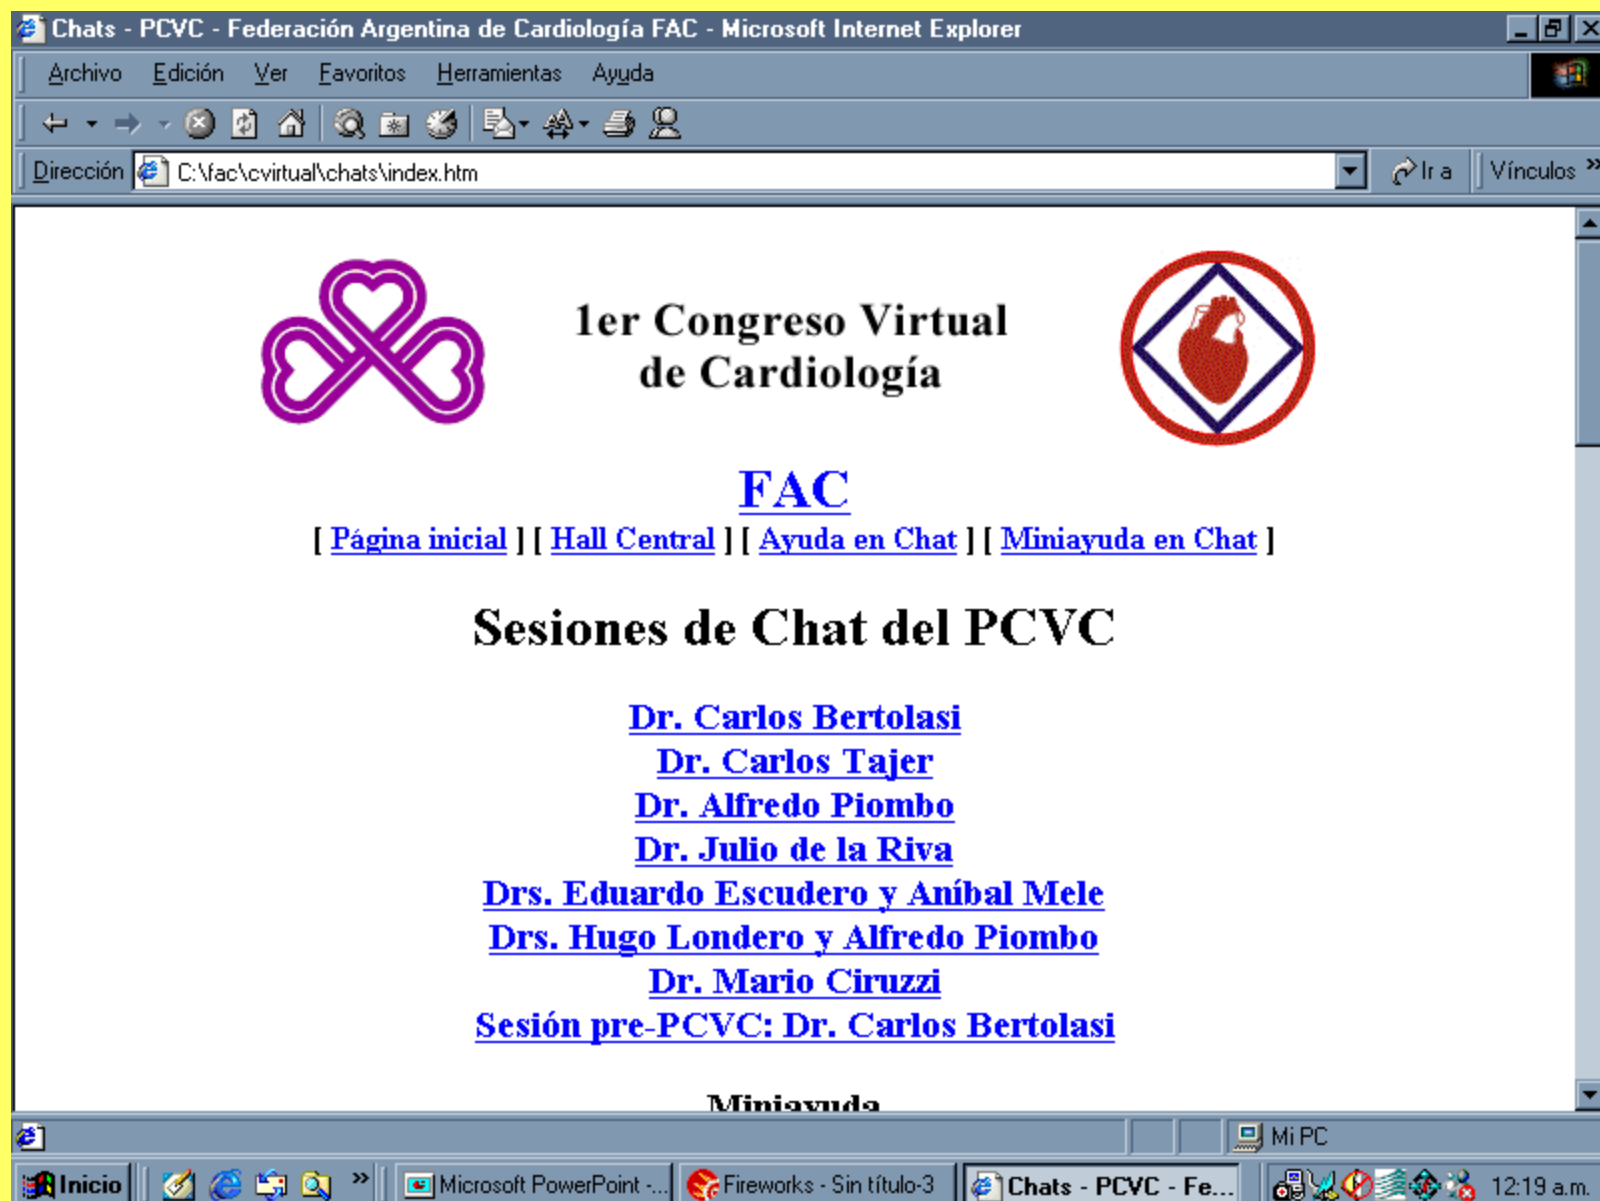 Chats - PCVC - Federación Argentina de Cardiología FAC - Microsoft Internet Explorer
Archivo Edición Ver Favoritos Herramientas Ayuda
Dirección C:\fac\cvirtual\chats\index.htm Ir a Vínculos »
1er Congreso Virtual
de Cardiología
FAC
[ Página inicial ] [ Hall Central ] [ Ayuda en Chat ] [ Miniayuda en Chat ]
Sesiones de Chat del PCVC
Dr. Carlos Bertolasi
Dr. Carlos Tajer
Dr. Alfredo Piombo
Dr. Julio de la Riva
Drs. Eduardo Escudero y Aníbal Mele
Drs. Hugo Londero y Alfredo Piombo
Dr. Mario Ciruzzi
Sesión pre-PCVC: Dr. Carlos Bertolasi
Miniayuda
Mi PC
Inicio » Microsoft PowerPoint -... Fireworks - Sin título-3 Chats - PCVC - Fe... 12:19 a.m.